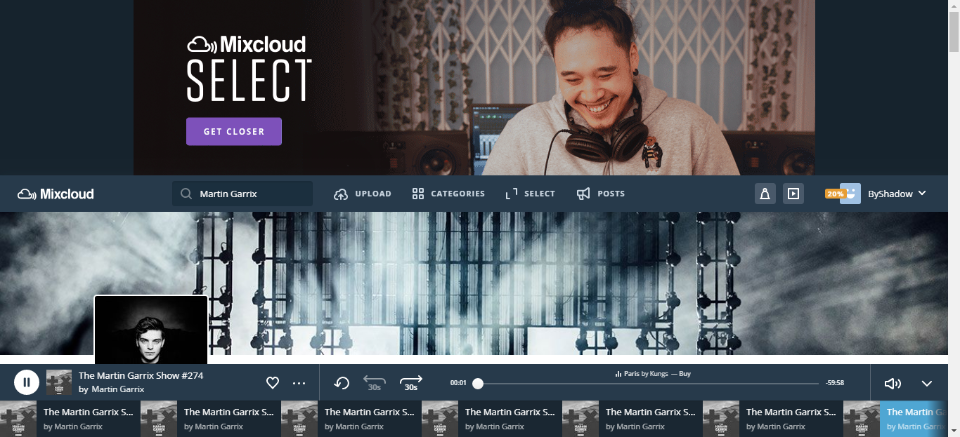 Mixcloud
SELECT
GET CLOSER
Mixcloud
Martin Garrix
UPLOAD
CATEGORIES
SELECT
POSTS
20%
ByShadow
The Martin Garrix Show #274
by Martin Garrix
30s
30s
00:01
Paris by Kungs — Buy
-59:58
The Martin Garrix S...
by Martin Garrix
The Martin Garrix S...
by Martin Garrix
The Martin Garrix S...
by Martin Garrix
The Martin Garrix S...
by Martin Garrix
The Martin Garrix S...
by Martin Garrix
The Martin Garrix S...
by Martin Garrix
The Martin G
by Martin Garr